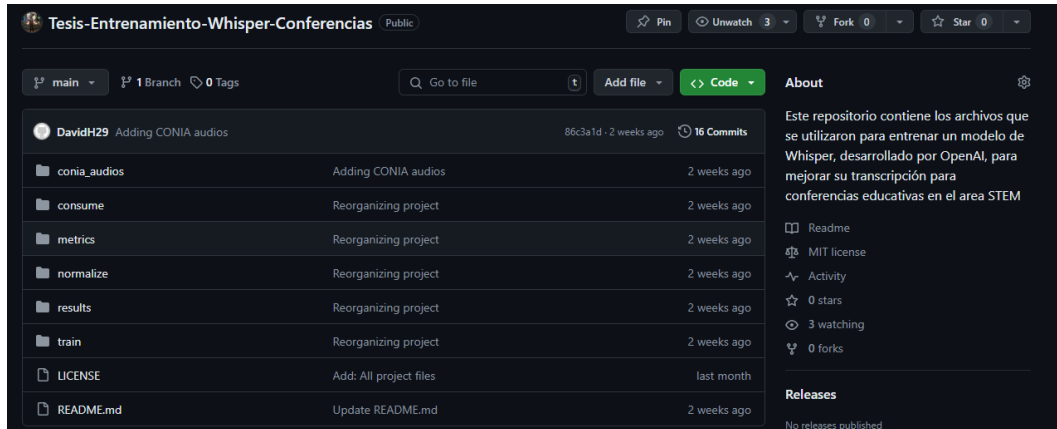 Tesis-Entrenamiento-Whisper-Conferencias Public
Pin Unwatch 3 Fork 0 Star 0
main 1 Branch 0 Tags Go to file t Add file <> Code
DavidH29 Adding CONIA audios 86c3a1d · 2 weeks ago 16 Commits
conia_audios Adding CONIA audios 2 weeks ago
consume Reorganizing project 2 weeks ago
metrics Reorganizing project 2 weeks ago
normalize Reorganizing project 2 weeks ago
results Reorganizing project 2 weeks ago
train Reorganizing project 2 weeks ago
LICENSE Add: All project files last month
README.md Update README.md 2 weeks ago
About
Este repositorio contiene los archivos que
se utilizaron para entrenar un modelo de
Whisper, desarrollado por OpenAI, para
mejorar su transcripción para
conferencias educativas en el area STEM
Readme
MIT license
Activity
0 stars
3 watching
0 forks
Releases
No releases published